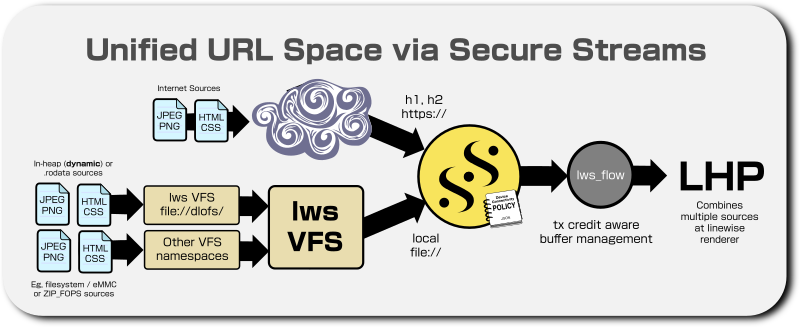 Unified URL Space via Secure Streams
Internet Sources
JPEG
PNG
HTML
CSS
h1, h2
https://
In-heap (dynamic) or
.rodata sources
JPEG
PNG
HTML
CSS
lws VFS
file://dlofs/
JPEG
PNG
HTML
CSS
Other VFS
namespaces
Eg, filesystem / eMMC
or ZIP_FOPS sources
lws
VFS
local
file://
SS
Device
Connectivity
POLICY
JSON
lws_flow
tx credit aware
buffer management
LHP
Combines
multiple sources
at linewise
renderer